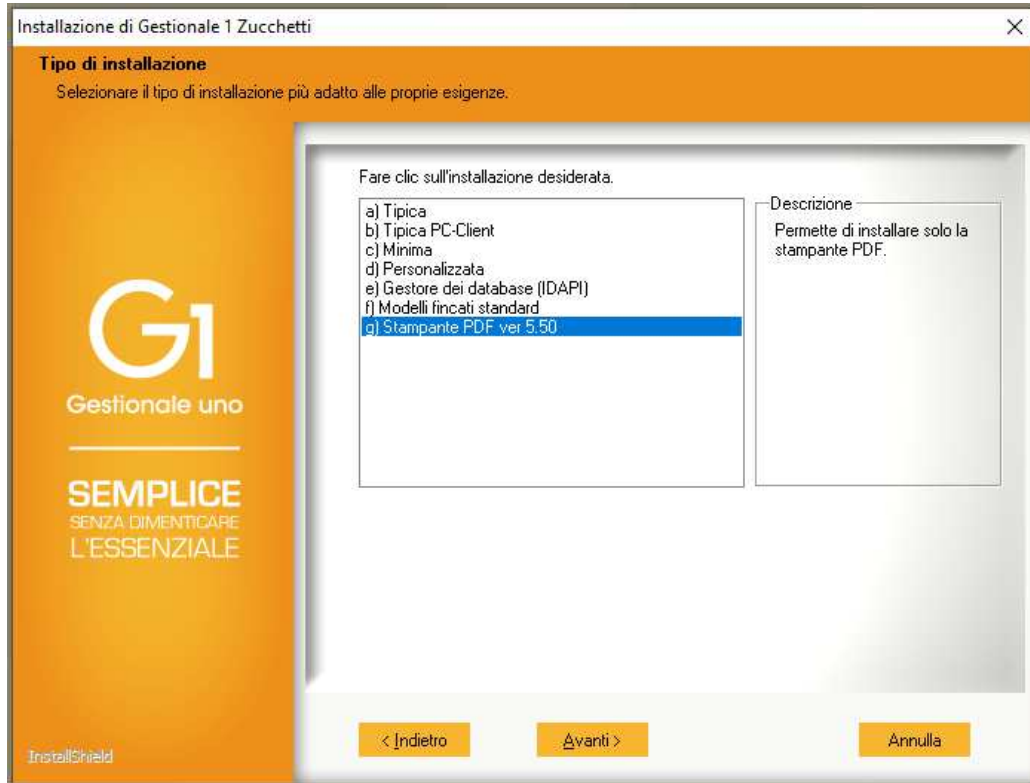 Installazione di Gestionale 1 Zucchetti
Tipo di installazione
Selezionare il tipo di installazione più adatto alle proprie esigenze.
Fare clic sull'installazione desiderata.
a) Tipica
b) Tipica PC-Client
c) Minima
d) Personalizzata
e) Gestore dei database (IDAPI)
f) Modelli fincati standard
g) Stampante PDF ver 5.50
Descrizione
Permette di installare solo la
stampante PDF.
G1
Gestionale uno
SEMPLICE
SENZA DIMENTICARE
L'ESSENZIALE
InstallShield
< Indietro
Avanti >
Annulla